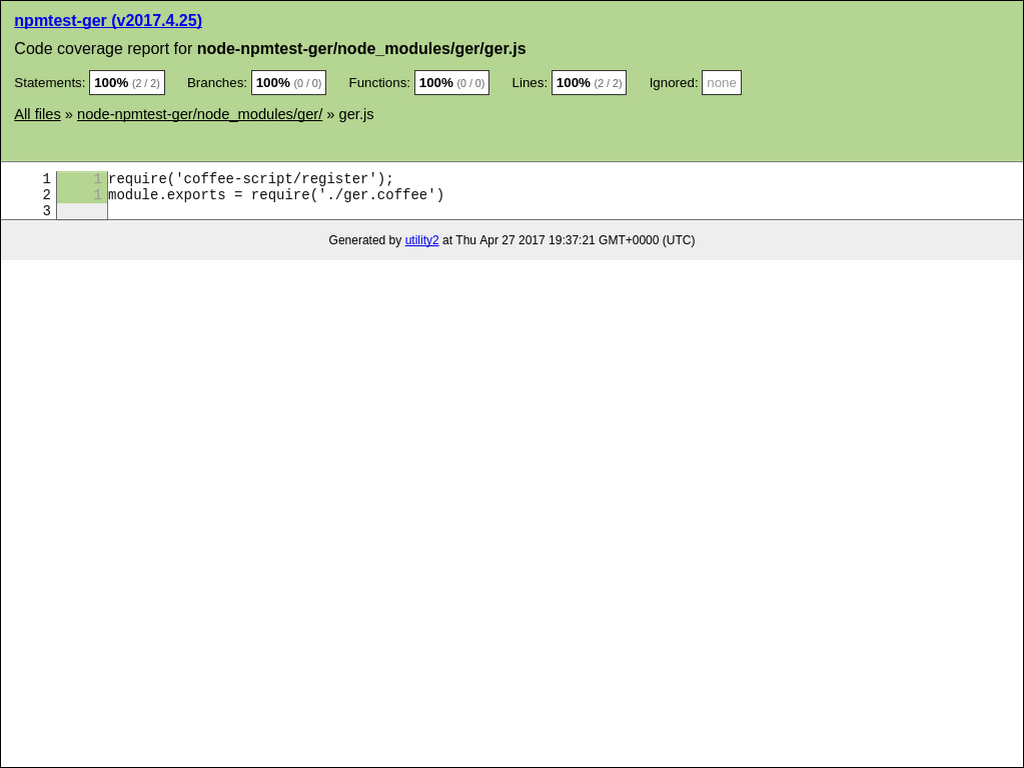 npmtest-ger (v2017.4.25)
Code coverage report for node-npmtest-ger/node_modules/ger/ger.js
Statements: 100% (2 / 2) Branches: 100% (0 / 0) Functions: 100% (0 / 0) Lines: 100% (2 / 2) Ignored: none
All files » node-npmtest-ger/node_modules/ger/ » ger.js
1 1 require('coffee-script/register');
2 1 module.exports = require('./ger.coffee')
3
Generated by utility2 at Thu Apr 27 2017 19:37:21 GMT+0000 (UTC)